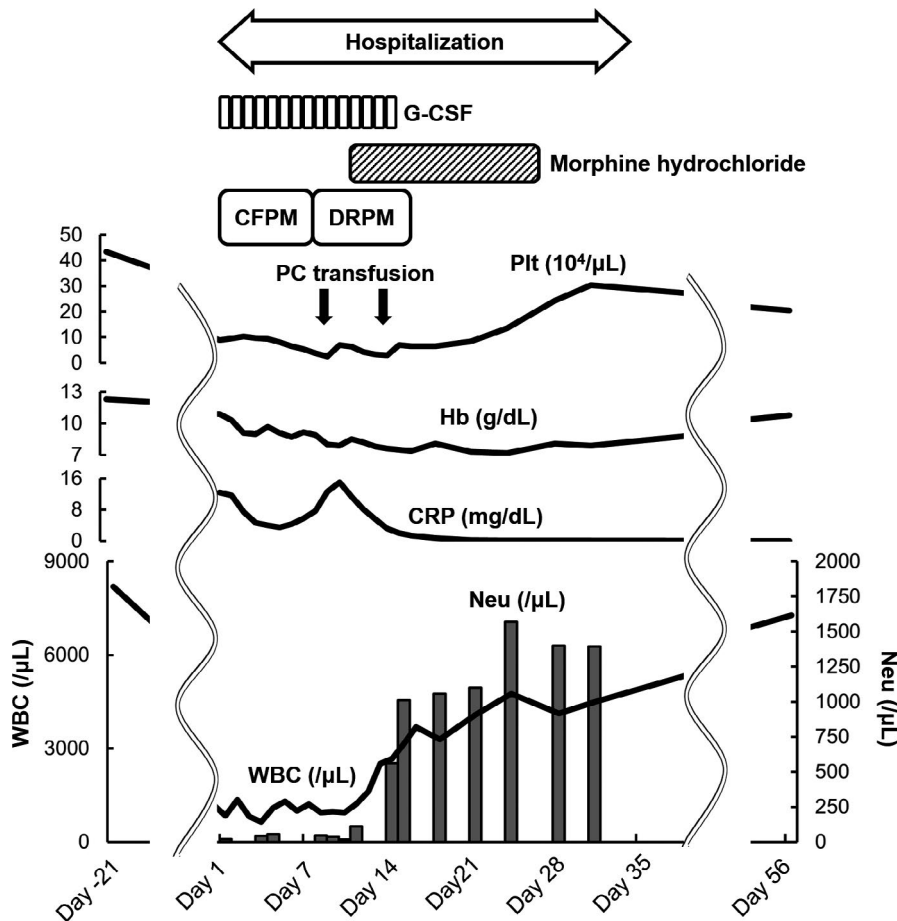 Hospitalization
G-CSF
Morphine hydrochloride
CFPM DRPM
PC transfusion
Plt (10⁴/µL)
50
40
30
20
10
0
Hb (g/dL)
13
10
7
CRP (mg/dL)
16
8
0
WBC (/µL)
9000
6000
3000
0
Neu (/µL)
WBC (/µL)
2000
1750
1500
1250
1000
750
500
250
0
Neu (/µL)
Day -21 Day 1 Day 7 Day 14 Day21 Day 28 Day 35 Day 56